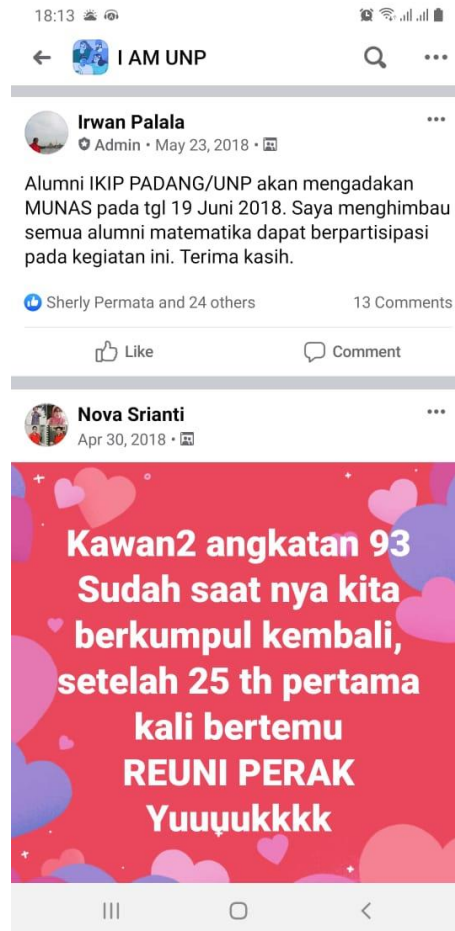 18:13
I AM UNP
Irwan Palala
Admin • May 23, 2018 •
Alumni IKIP PADANG/UNP akan mengadakan
MUNAS pada tgl 19 Juni 2018. Saya menghimbau
semua alumni matematika dapat berpartisipasi
pada kegiatan ini. Terima kasih.
Sherly Permata and 24 others 13 Comments
Like Comment
Nova Srianti
Apr 30, 2018 •
Kawan2 angkatan 93
Sudah saat nya kita
berkumpul kembali,
setelah 25 th pertama
kali bertemu
REUNI PERAK
Yuuuukkkk